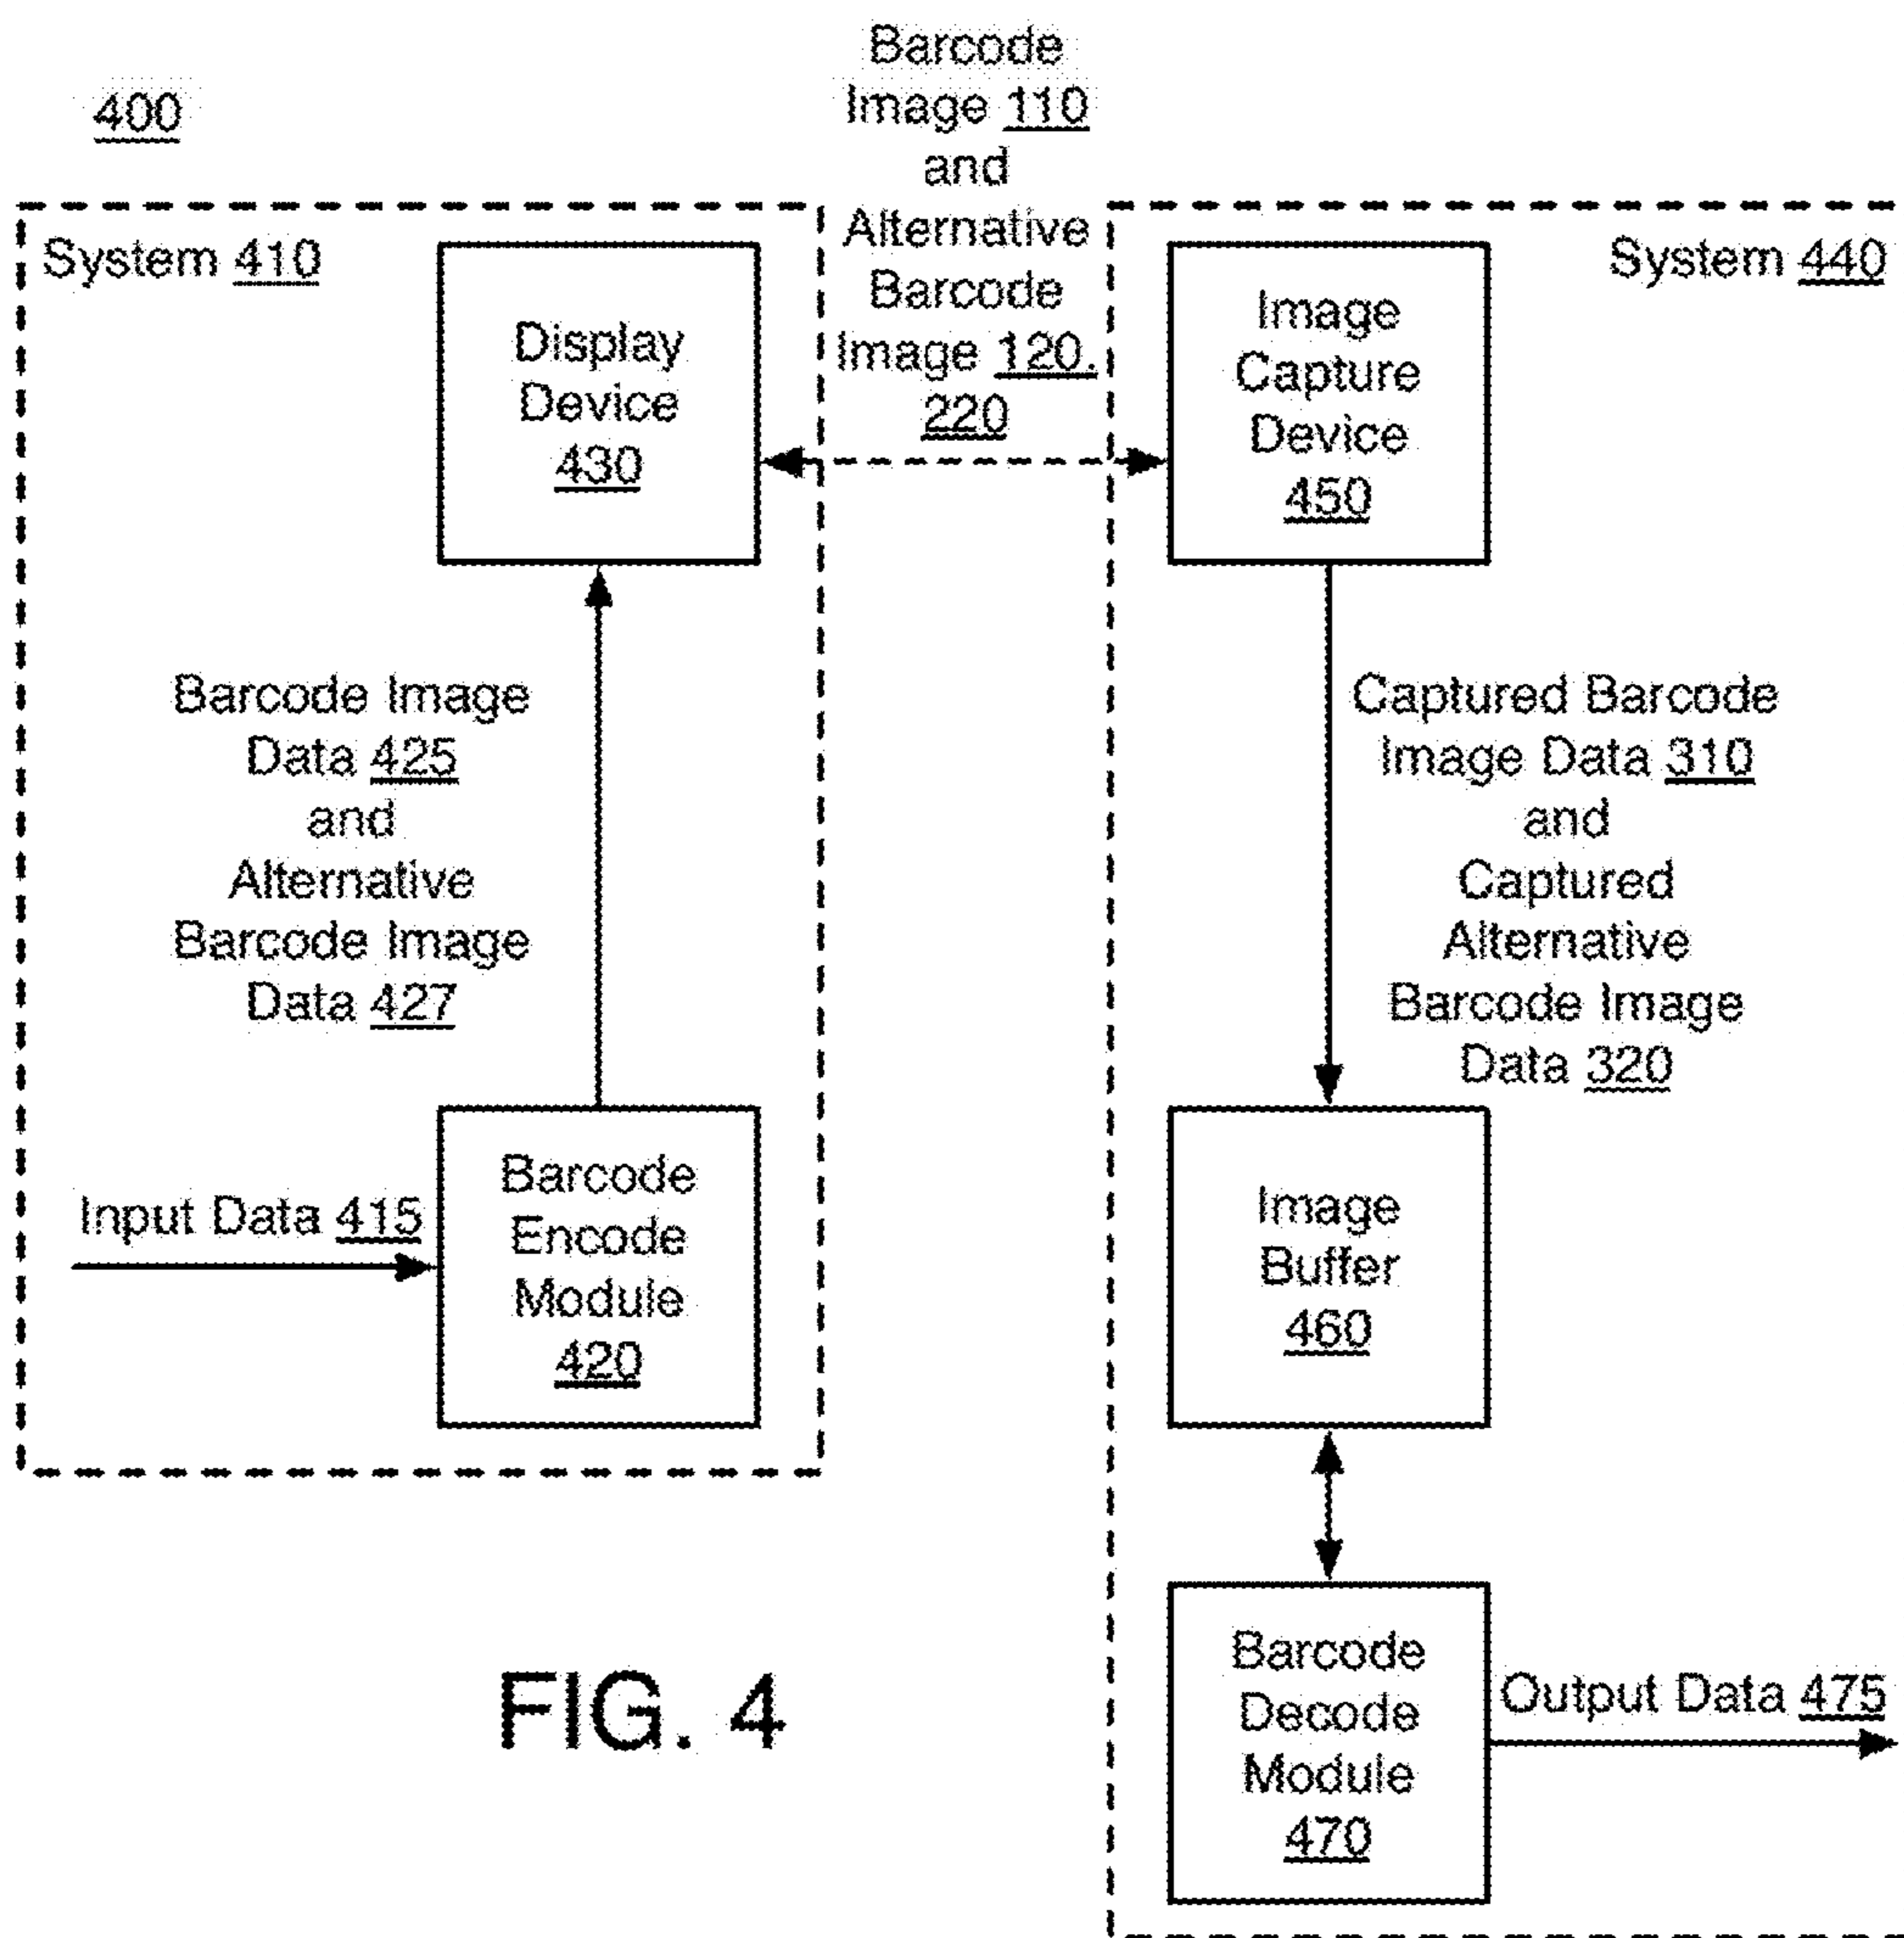 400
Barcode
Image 110
and
Alternative
Barcode
Image 120.
220
System 410
Display
Device
430
Barcode Image
Data 425
and
Alternative
Barcode Image
Data 427
Input Data 415
Barcode
Encode
Module
420
System 440
Image
Capture
Device
450
Captured Barcode
Image Data 310
and
Captured
Alternative
Barcode Image
Data 320
Image
Buffer
460
Barcode
Decode
Module
470
Output Data 475
FIG. 4